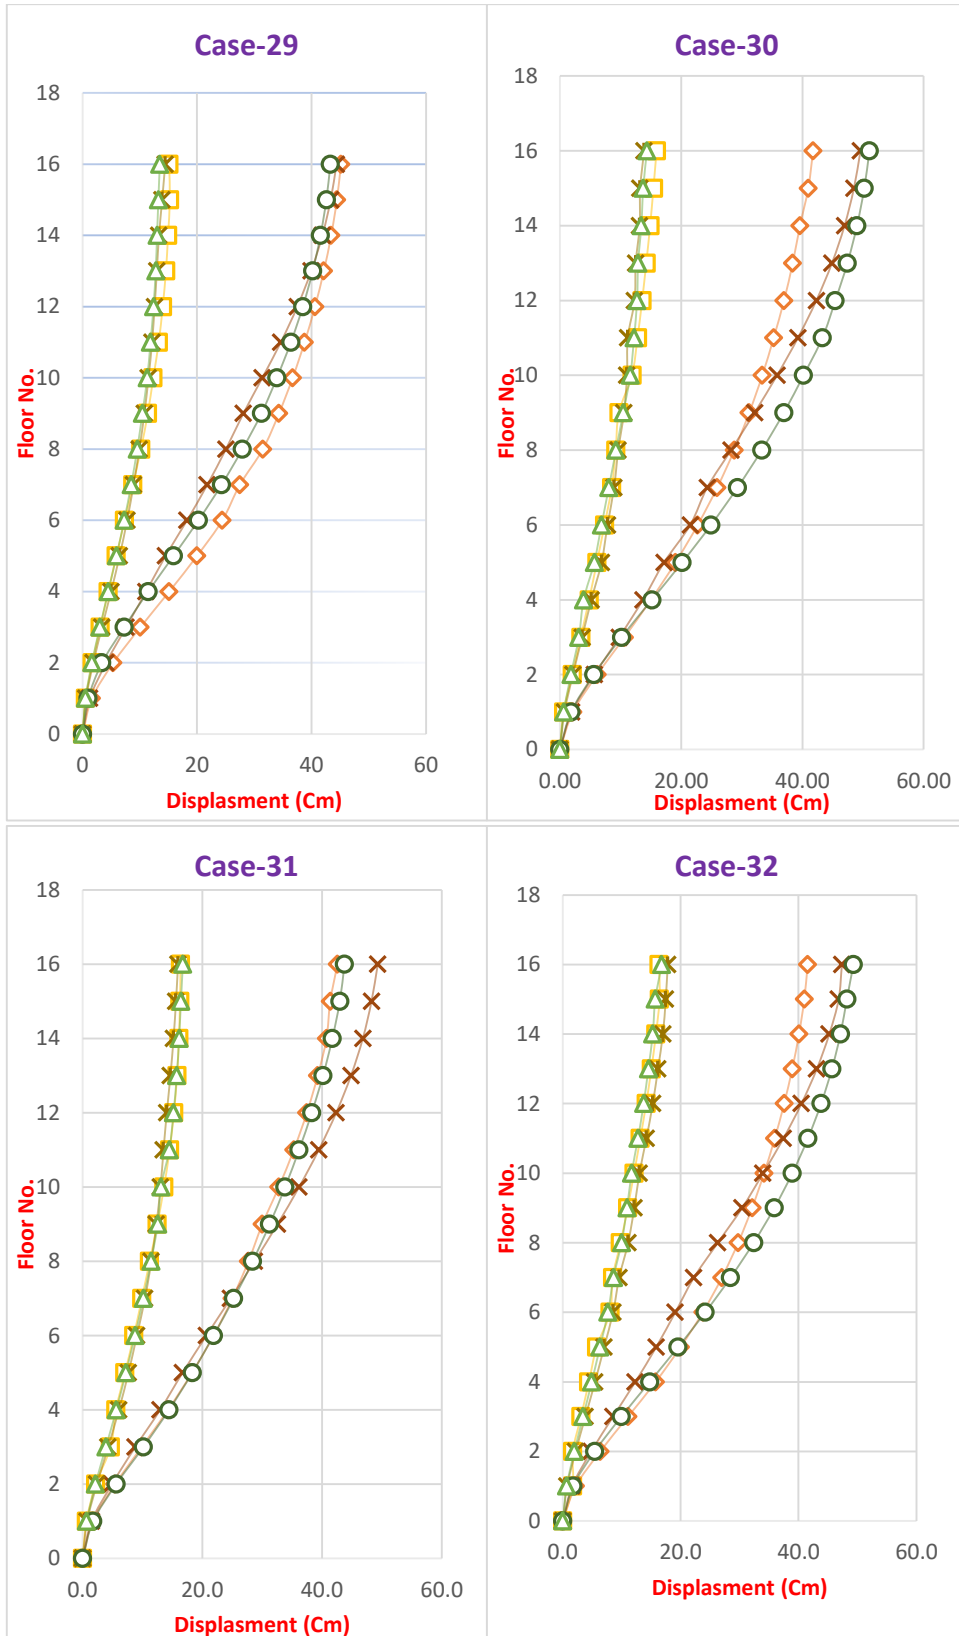 Case-29
18
16
14
12
10
8
6
4
2
0
Floor No.
0 20 40 60
Displasment (Cm)
Case-30
18
16
14
12
10
8
6
4
2
0
Floor No.
0.00 20.00 40.00 60.00
Displasment (Cm)
Case-31
18
16
14
12
10
8
6
4
2
0
Floor No.
0.0 20.0 40.0 60.0
Displasment (Cm)
Case-32
18
16
14
12
10
8
6
4
2
0
Floor No.
0.0 20.0 40.0 60.0
Displasment (Cm)